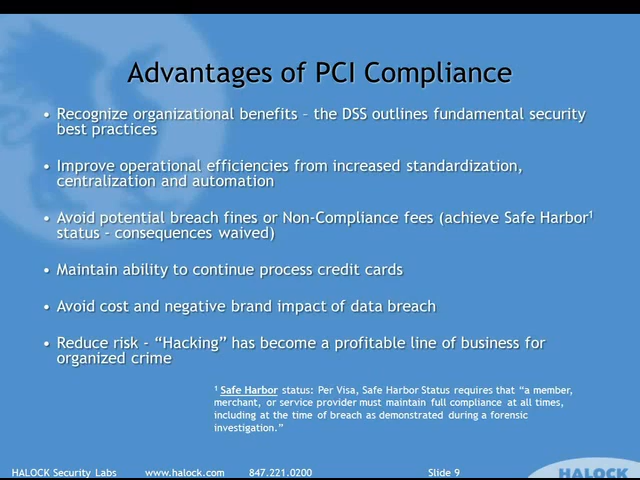 Advantages of PCI Compliance
• Recognize organizational benefits – the DSS outlines fundamental security
best practices
• Improve operational efficiencies from increased standardization,
centralization and automation
• Avoid potential breach fines or Non-Compliance fees (achieve Safe Harbor¹
status - consequences waived)
• Maintain ability to continue process credit cards
• Avoid cost and negative brand impact of data breach
• Reduce risk - “Hacking” has become a profitable line of business for
organized crime
¹ Safe Harbor status: Per Visa, Safe Harbor Status requires that “a member,
merchant, or service provider must maintain full compliance at all times,
including at the time of breach as demonstrated during a forensic
investigation.”
HALOCK Security Labs www.halock.com 847.221.0200 Slide 9
HALOCK